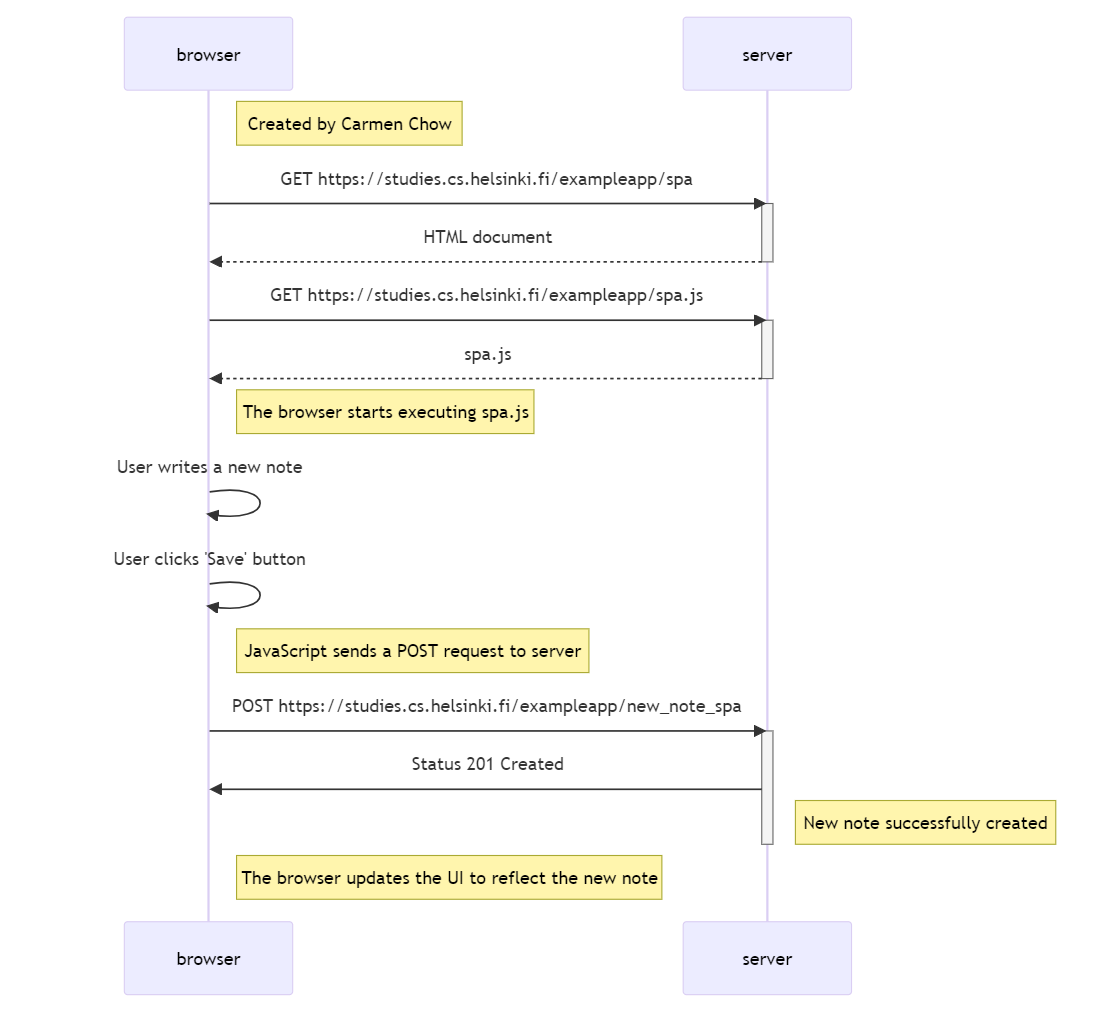 browser
server
Created by Carmen Chow
GET https://studies.cs.helsinki.fi/exampleapp/spa
HTML document
GET https://studies.cs.helsinki.fi/exampleapp/spa.js
spa.js
The browser starts executing spa.js
User writes a new note
User clicks 'Save' button
JavaScript sends a POST request to server
POST https://studies.cs.helsinki.fi/exampleapp/new_note_spa
Status 201 Created
New note successfully created
The browser updates the UI to reflect the new note
browser
server